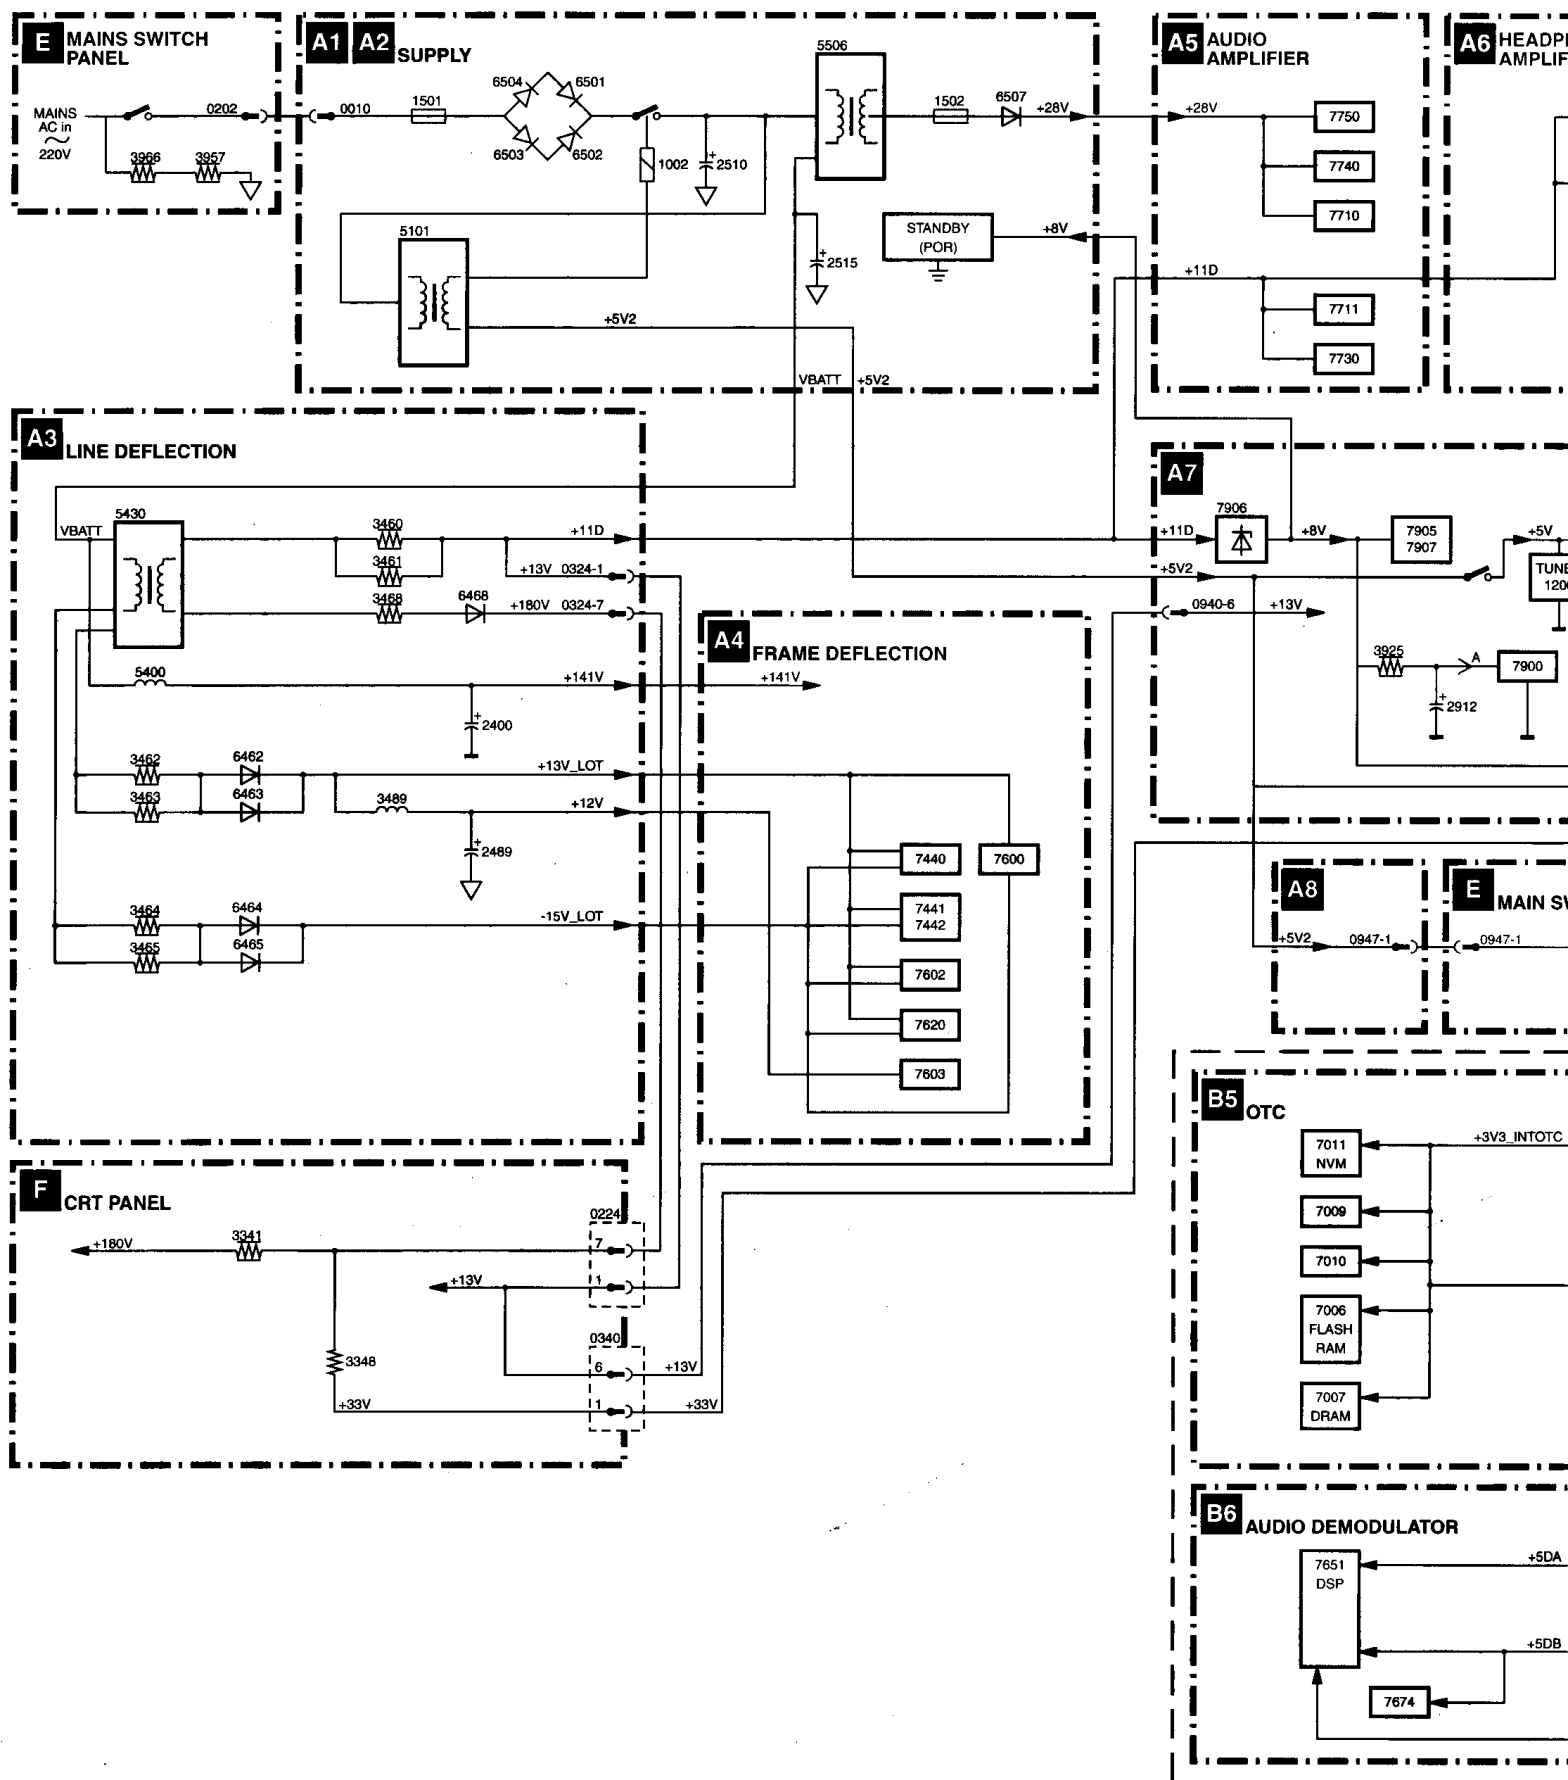 E MAINS SWITCH
PANEL
MAINS
AC in
220V
0202
3966
3957
A1 A2 SUPPLY
0010
1501
6504
6501
6503
6502
1002
2510
5506
1502
6507
+28V
5101
2515
STANDBY
(POR)
+8V
+5V2
VBATT
+5V2
A5 AUDIO
AMPLIFIER
+28V
7750
7740
7710
+11D
7711
7730
A6
A3 LINE DEFLECTION
VBATT
5430
3460
+11D
3461
+13V 0324-1
3468
6468
+180V 0324-7
5400
+141V
2400
3462
6462
+13V_LOT
3463
6463
3489
+12V
2489
3464
6464
-15V_LOT
3465
6465
A4 FRAME DEFLECTION
+141V
7440
7600
7441
7442
7602
7620
7603
A7
7906
+11D
+8V
7905
7907
+5V
+5V2
0940-6
+13V
3925
A
7900
2912
A8
+5V2
0947-1
E MAIN
0947-1
F CRT PANEL
+180V
3341
0224
7
+13V
1
0340
3348
6
+13V
+33V
1
+33V
B5 OTC
7011
NVM
+3V3_INTOTC
7009
7010
7006
FLASH
RAM
7007
DRAM
B6 AUDIO DEMODULATOR
7651
DSP
+5DA
+5DB
7674